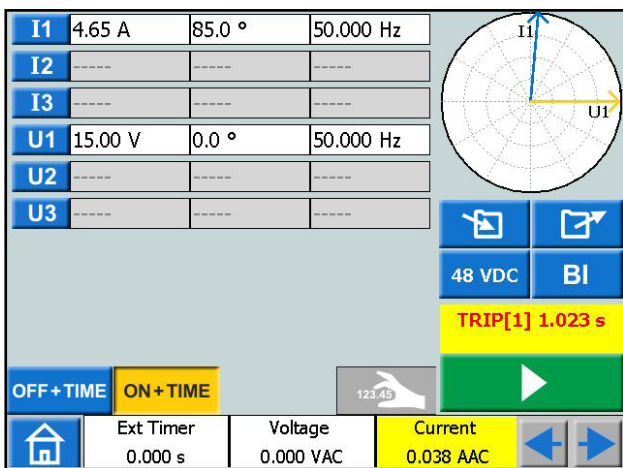 I1 4.65 A 85.0 ° 50.000 Hz
I2 ----- ----- -----
I3 ----- ----- -----
U1 15.00 V 0.0 ° 50.000 Hz
U2 ----- ----- -----
U3 ----- ----- -----
I1
U1
48 VDC BI
TRIP[1] 1.023 s
OFF+TIME ON+TIME 123.45
Ext Timer Voltage Current
0.000 s 0.000 VAC 0.038 AAC